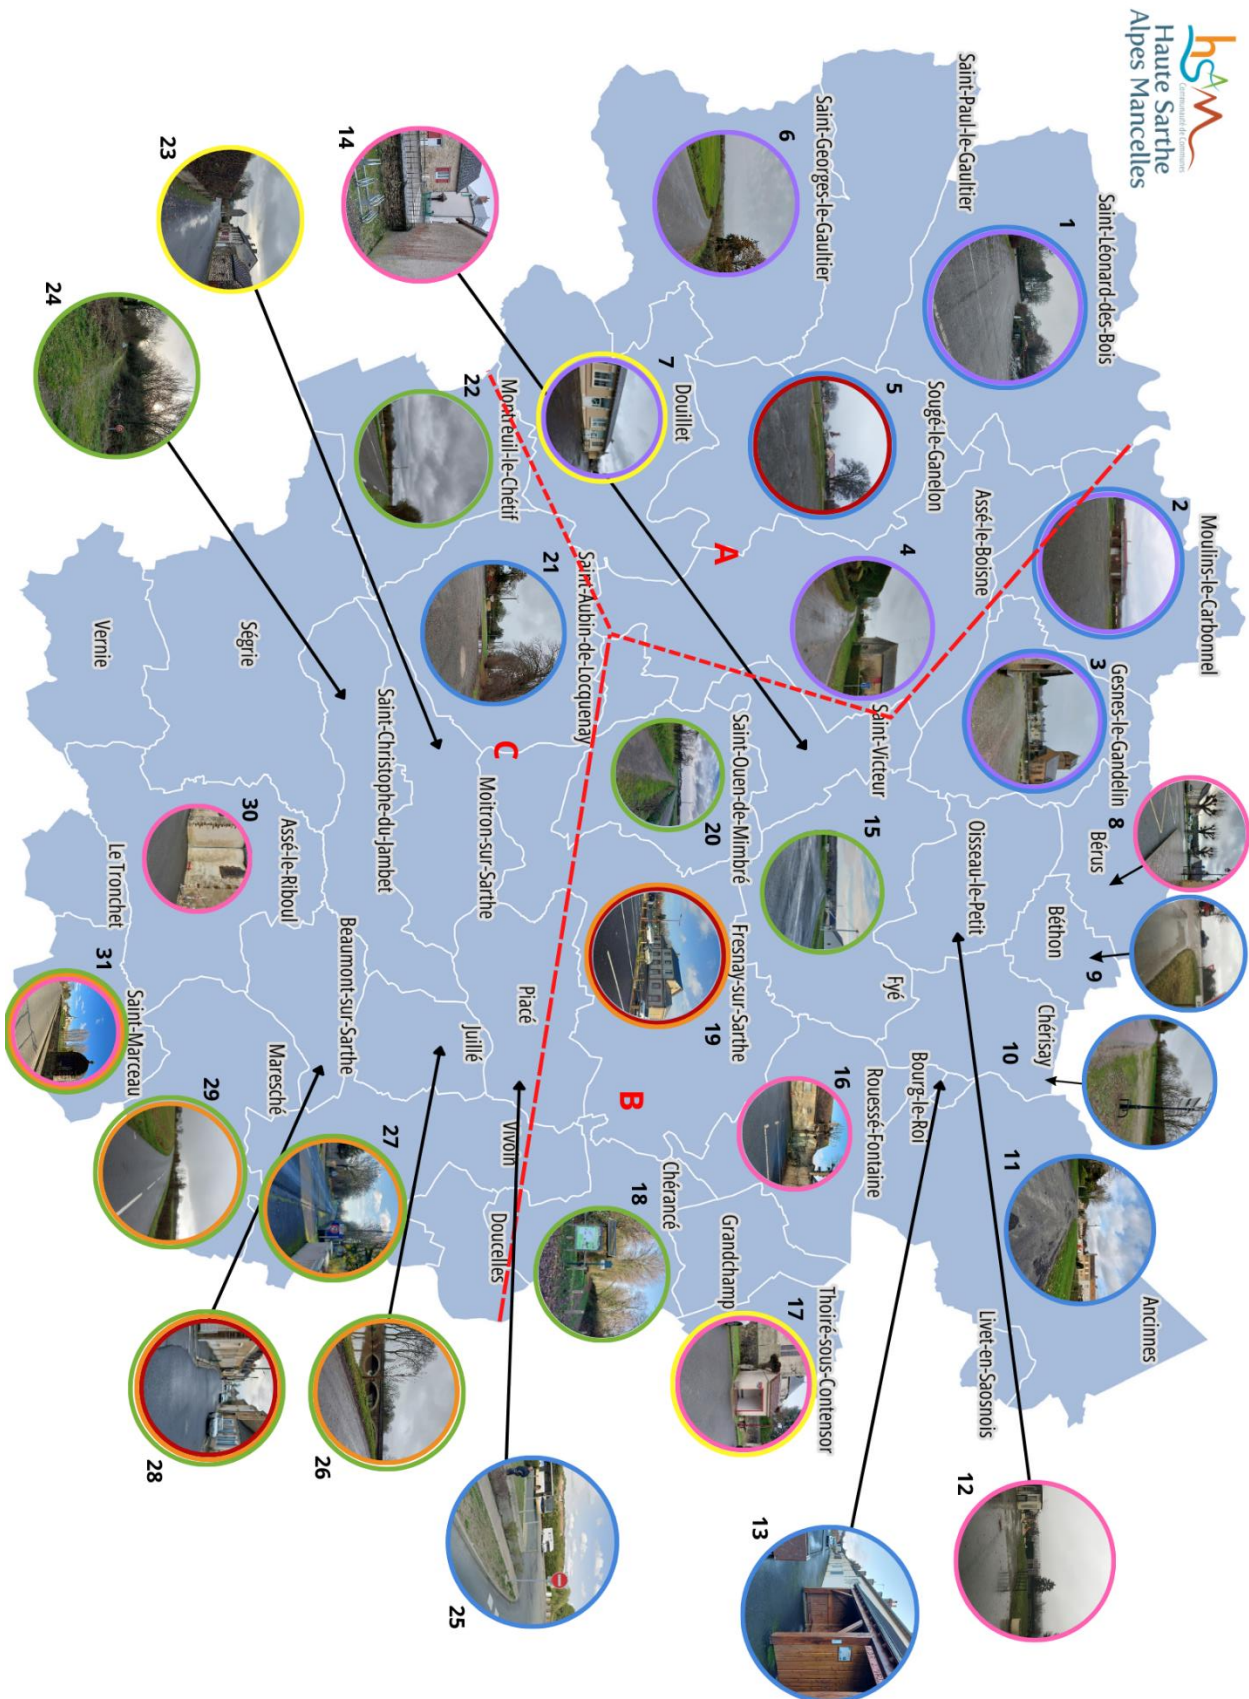 hsam
Communauté de Communes
Haute Sarthe
Alpes Mancelles
Saint-Léonard-des-Bois
1
Saint-Paul-le-Gaultier
6
Saint-Georges-le-Gaultier
Moulins-le-Carbonnel
2
Assé-le-Boisne
Sougé-le-Ganelon
5
4
A
7
Douillet
14
Gesnes-le-Gandelin
3
8
Bérus
Béthon
9
Chérisay
10
11
Ancinnes
Livet-en-Saosnois
Oisseau-le-Petit
Saint-Victeur
15
Fyé
Bourg-le-Roi
Rouessé-Fontaine
16
12
13
Saint-Ouen-de-Mimbré
20
Fresnay-sur-Sarthe
19
B
Thoiré-sous-Contensor
17
Grandchamp
Chérancé
18
Saint-Aubin-de-Locquenay
21
Montreuil-le-Chétif
22
23
24
C
Moitron-sur-Sarthe
Piacé
Vivoin
Doucelles
25
Juillé
26
27
Saint-Christophe-du-Jambet
Ségrie
Vernie
Assé-le-Riboul
30
Beaumont-sur-Sarthe
Maresché
28
29
Le Tronchet
Saint-Marceau
31